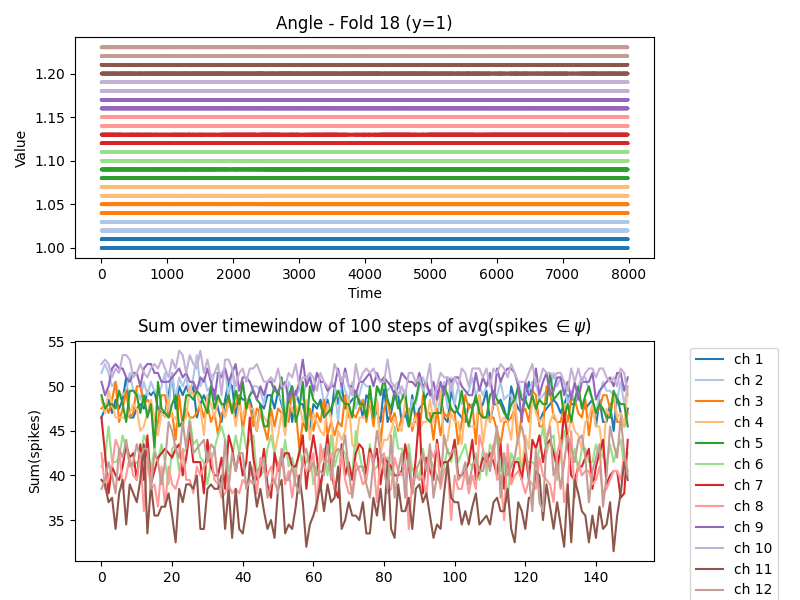 Angle - Fold 18 (y=1)
1.20
1.15
1.10
1.05
1.00
Value
0 1000 2000 3000 4000 5000 6000 7000 8000
Time
Sum over timewindow of 100 steps of avg(spikes ∈ψ)
55
50
45
40
35
Sum(spikes)
0 20 40 60 80 100 120 140
ch 1
ch 2
ch 3
ch 4
ch 5
ch 6
ch 7
ch 8
ch 9
ch 10
ch 11
ch 12